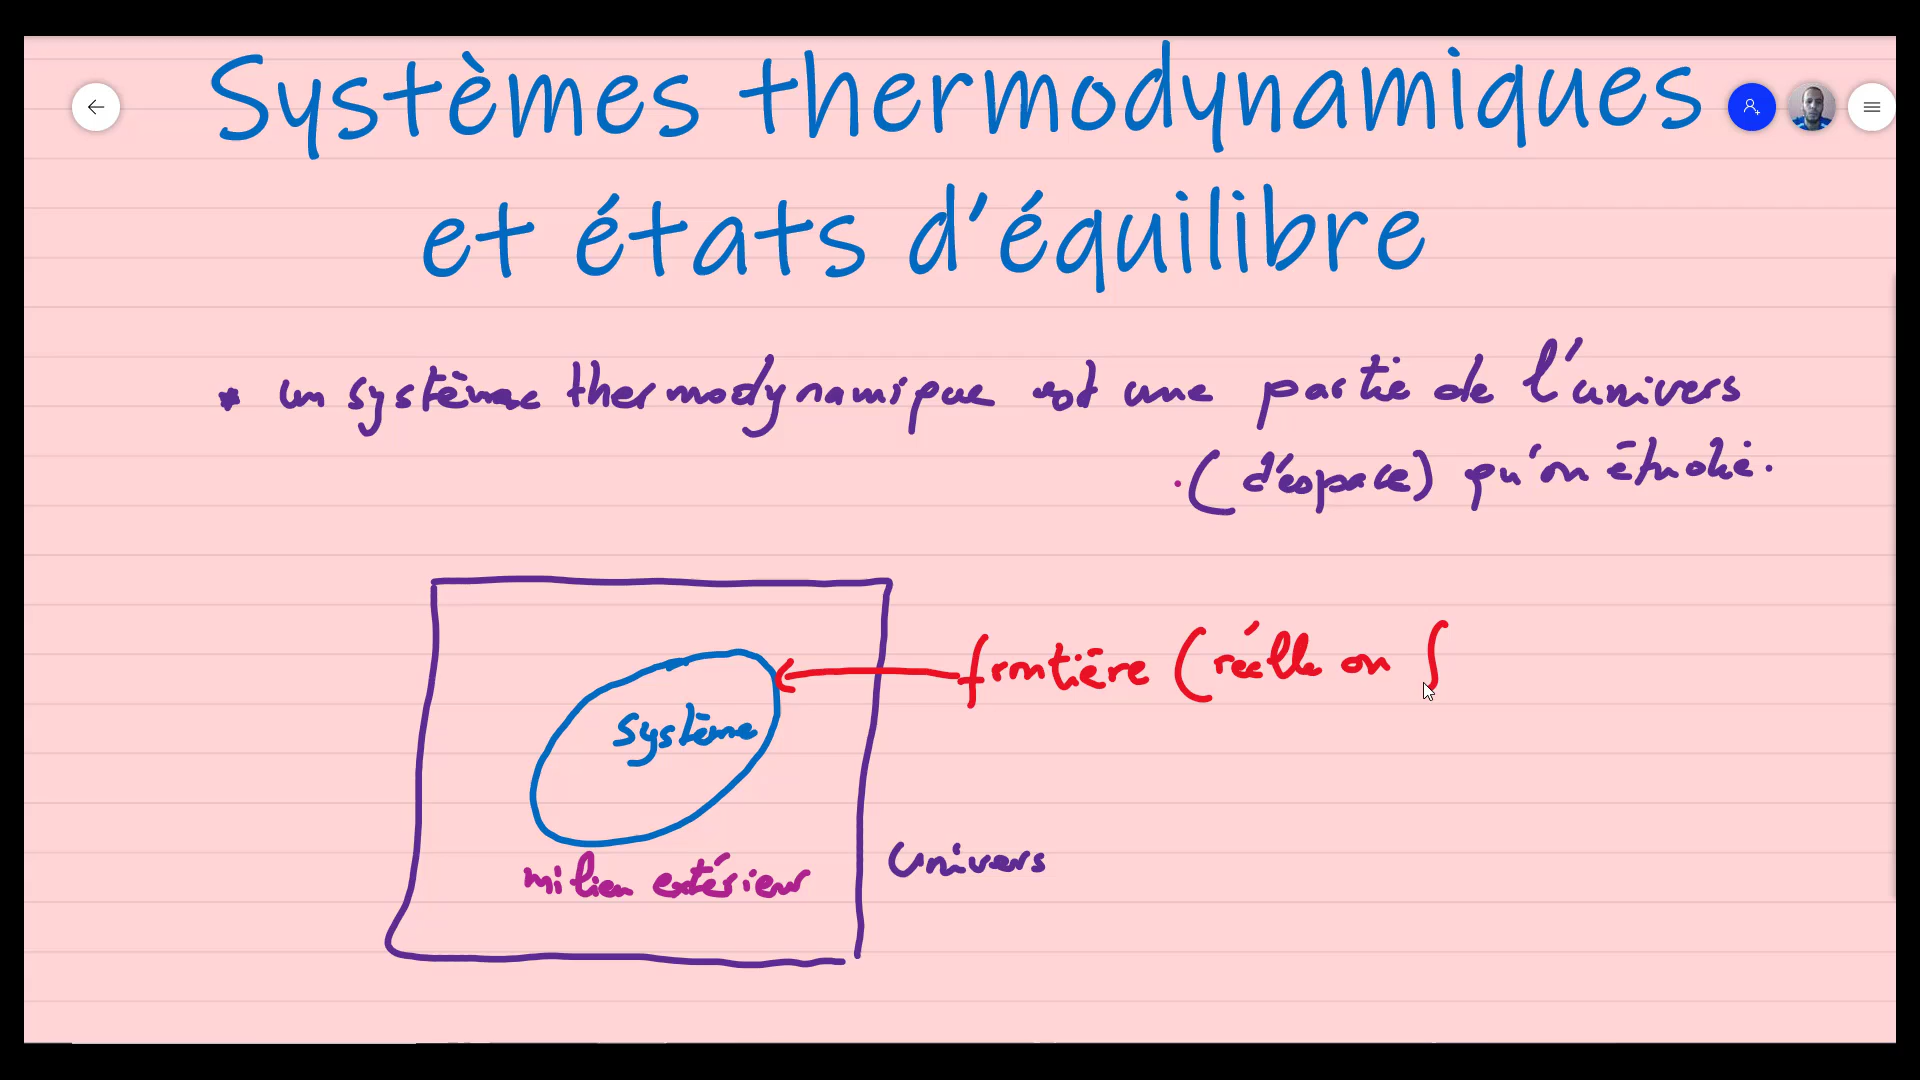 Systèmes thermodynamiques
et états d'équilibre
* un système thermodynamique est une partie de l'univers
(d'espace) qu'on étudie.
frontière (réelle ou f
système
milieu extérieur
Univers